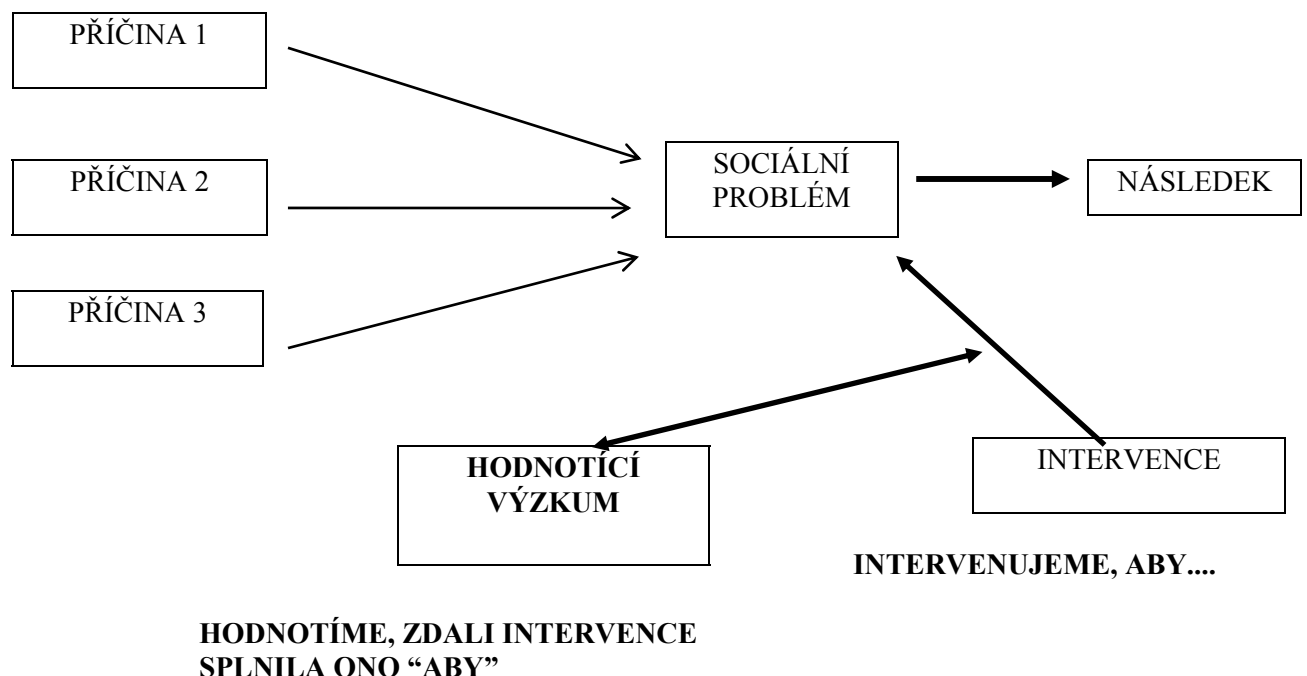 PŘÍČINA 1
PŘÍČINA 2
PŘÍČINA 3
SOCIÁLNÍ
PROBLÉM
NÁSLEDEK
HODNOTÍCÍ
VÝZKUM
INTERVENCE
INTERVENUJEME, ABY....
HODNOTÍME, ZDALI INTERVENCE
SPLNILA ONO “ABY”